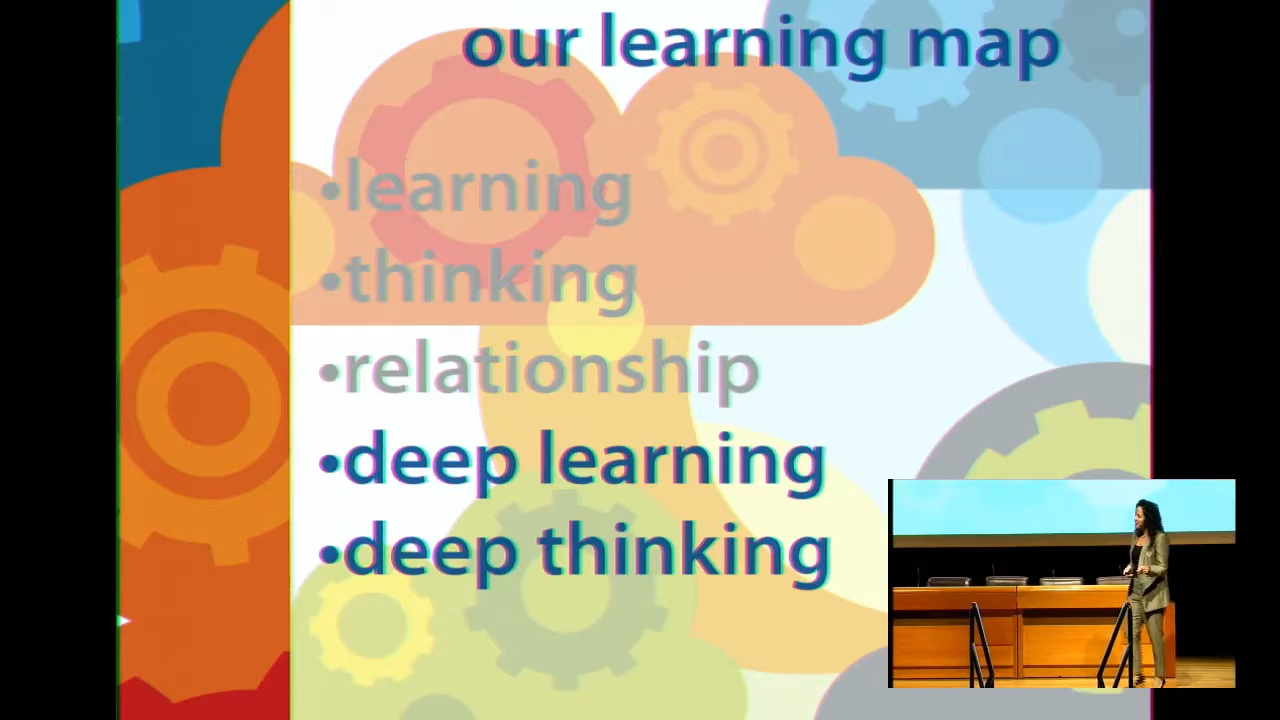 our learning map
•learning
•thinking
•relationship
•deep learning
•deep thinking